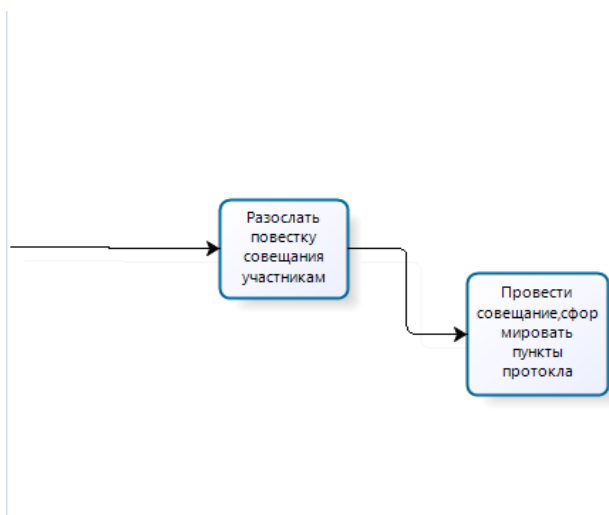 Разослать
повестку
совещания
участникам
Провести
совещание,сфор
мировать
пункты
протокла